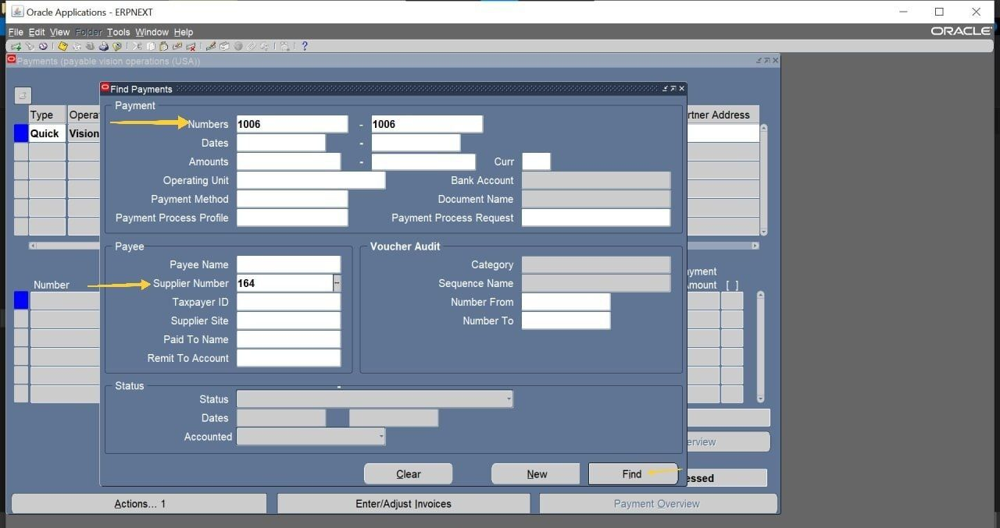 Oracle Applications - ERPNEXT
File Edit View Folder Tools Window Help
ORACLE
Payments (payable vision operations (USA))
Find Payments
Payment
Type Opera rtner Address
Numbers 1006 - 1006
Quick Vision
Dates -
Amounts - Curr
Operating Unit Bank Account
Payment Method Document Name
Payment Process Profile Payment Process Request
Payee Voucher Audit
Payee Name Category
yment
Number Supplier Number 164 ... Sequence Name mount [ ]
Taxpayer ID Number From
Supplier Site Number To
Paid To Name
Remit To Account
Status
Status
Dates
Accounted
erview
Clear New Find essed
Actions... 1 Enter/Adjust Invoices Payment Overview